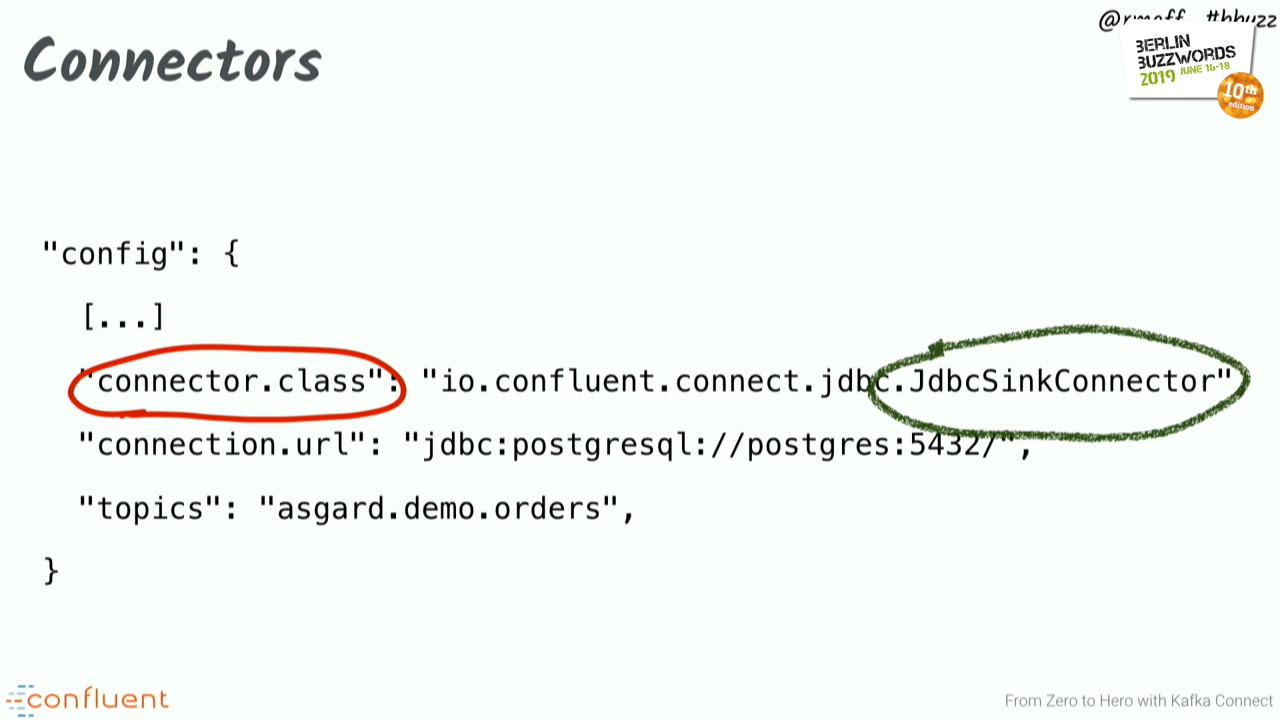 Connectors
BERLIN
BUZZWORDS
2019 JUNE 16-18
10th
edition
"config": {
[...]
"connector.class": "io.confluent.connect.jdbc.JdbcSinkConnector"
"connection.url": "jdbc:postgresql://postgres:5432/",
"topics": "asgard.demo.orders",
}
confluent
From Zero to Hero with Kafka Connect